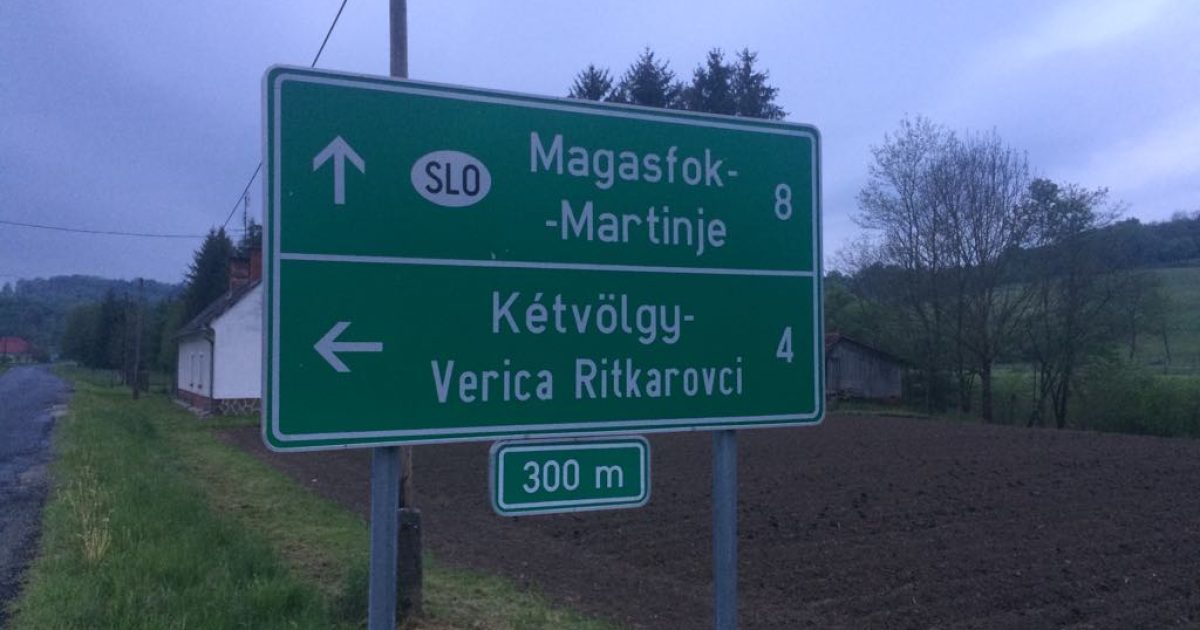 SLO
Magasfok-
-Martinje
8
Kétvölgy-
Verica Ritkarovci
4
300 m